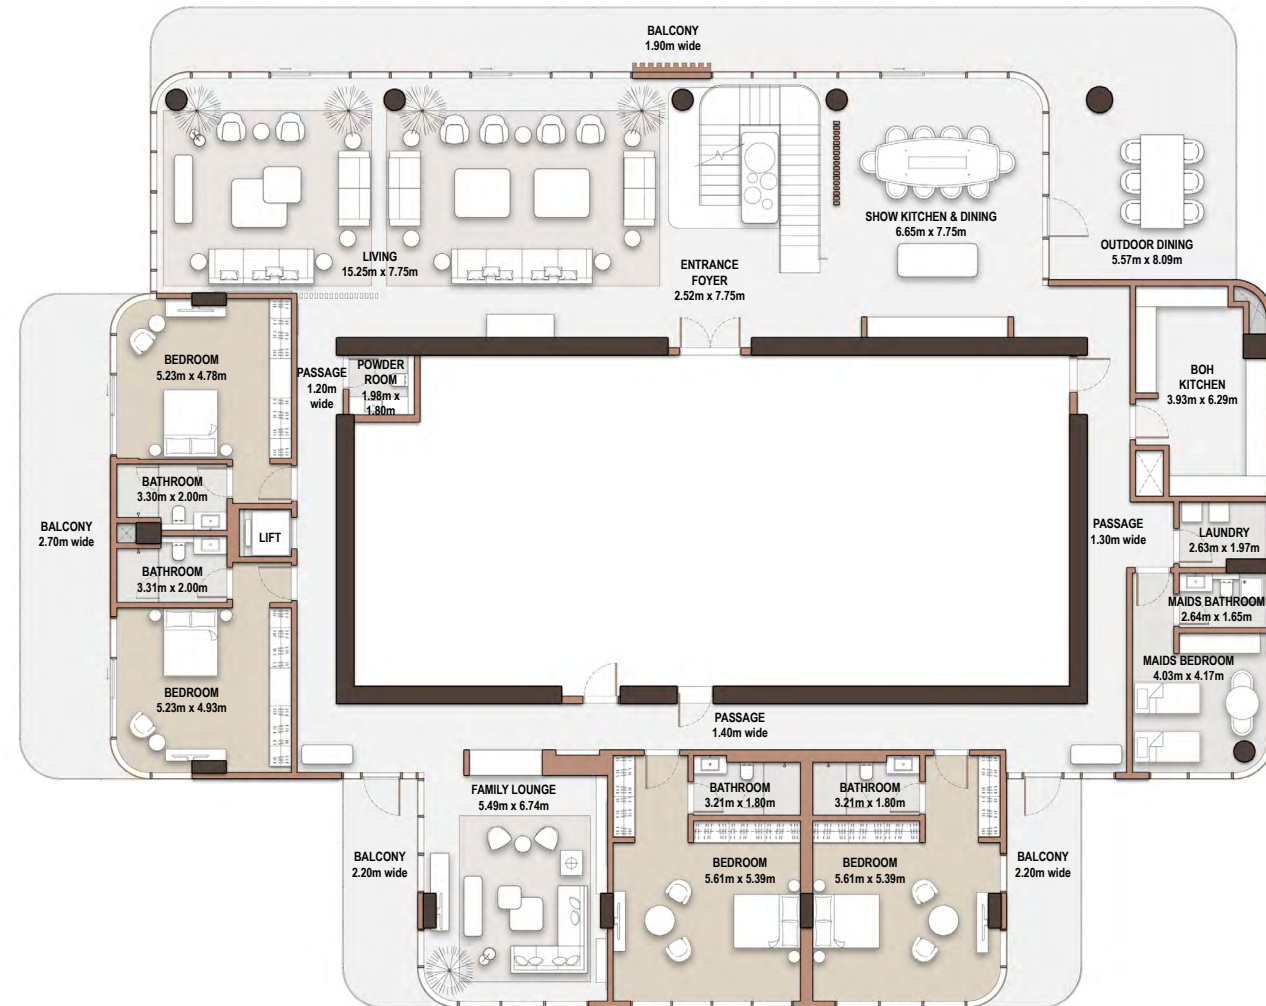 BALCONY
1.90m wide
SHOW KITCHEN & DINING
6.65m x 7.75m
OUTDOOR DINING
5.57m x 8.09m
LIVING
15.25m x 7.75m
ENTRANCE
FOYER
2.52m x 7.75m
BEDROOM
5.23m x 4.78m
PASSAGE
1.20m
wide
POWDER
ROOM
1.98m x
1.80m
BOH
KITCHEN
3.93m x 6.29m
BATHROOM
3.30m x 2.00m
BALCONY
2.70m wide
LIFT
PASSAGE
1.30m wide
LAUNDRY
2.63m x 1.97m
BATHROOM
3.31m x 2.00m
MAIDS BATHROOM
2.64m x 1.65m
BEDROOM
5.23m x 4.93m
MAIDS BEDROOM
4.03m x 4.17m
PASSAGE
1.40m wide
FAMILY LOUNGE
5.49m x 6.74m
BATHROOM
3.21m x 1.80m
BATHROOM
3.21m x 1.80m
BALCONY
2.20m wide
BEDROOM
5.61m x 5.39m
BEDROOM
5.61m x 5.39m
BALCONY
2.20m wide